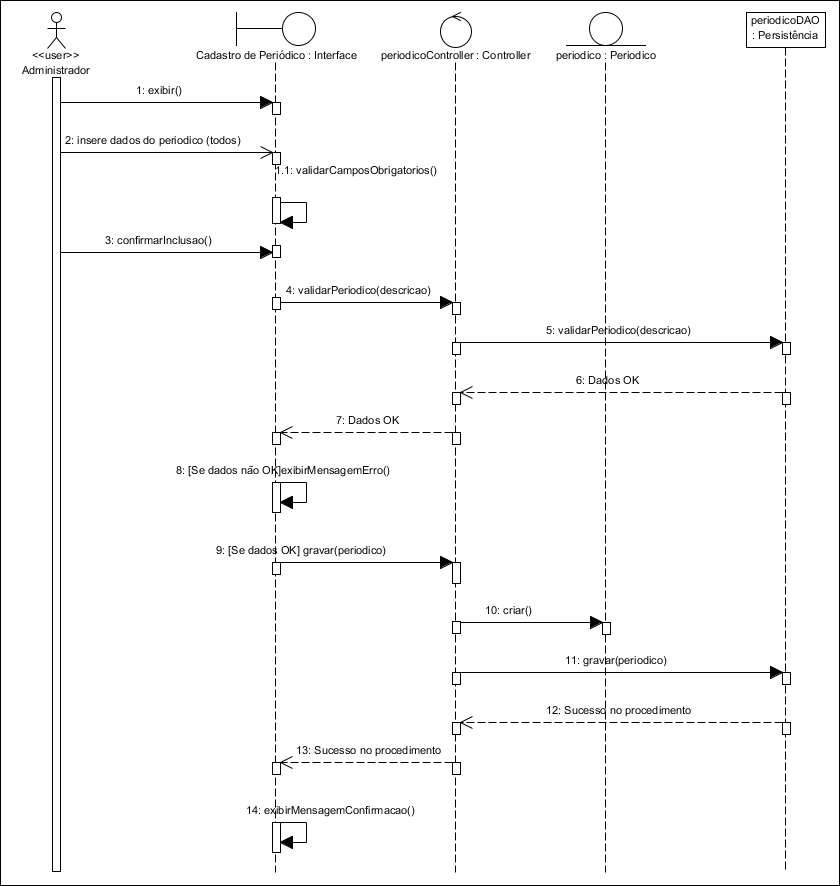 <<user>>
Administrador
Cadastro de Periódico : Interface
periodicoController : Controller
periodico : Periodico
periodicoDAO
: Persistência
1: exibir()
2: insere dados do periodico (todos)
1.1: validarCamposObrigatorios()
3: confirmarInclusao()
4: validarPeriodico(descricao)
5: validarPeriodico(descricao)
6: Dados OK
7: Dados OK
8: [Se dados não OK]exibirMensagemErro()
9: [Se dados OK] gravar(periodico)
10: criar()
11: gravar(periodico)
12: Sucesso no procedimento
13: Sucesso no procedimento
14: exibirMensagemConfirmacao()